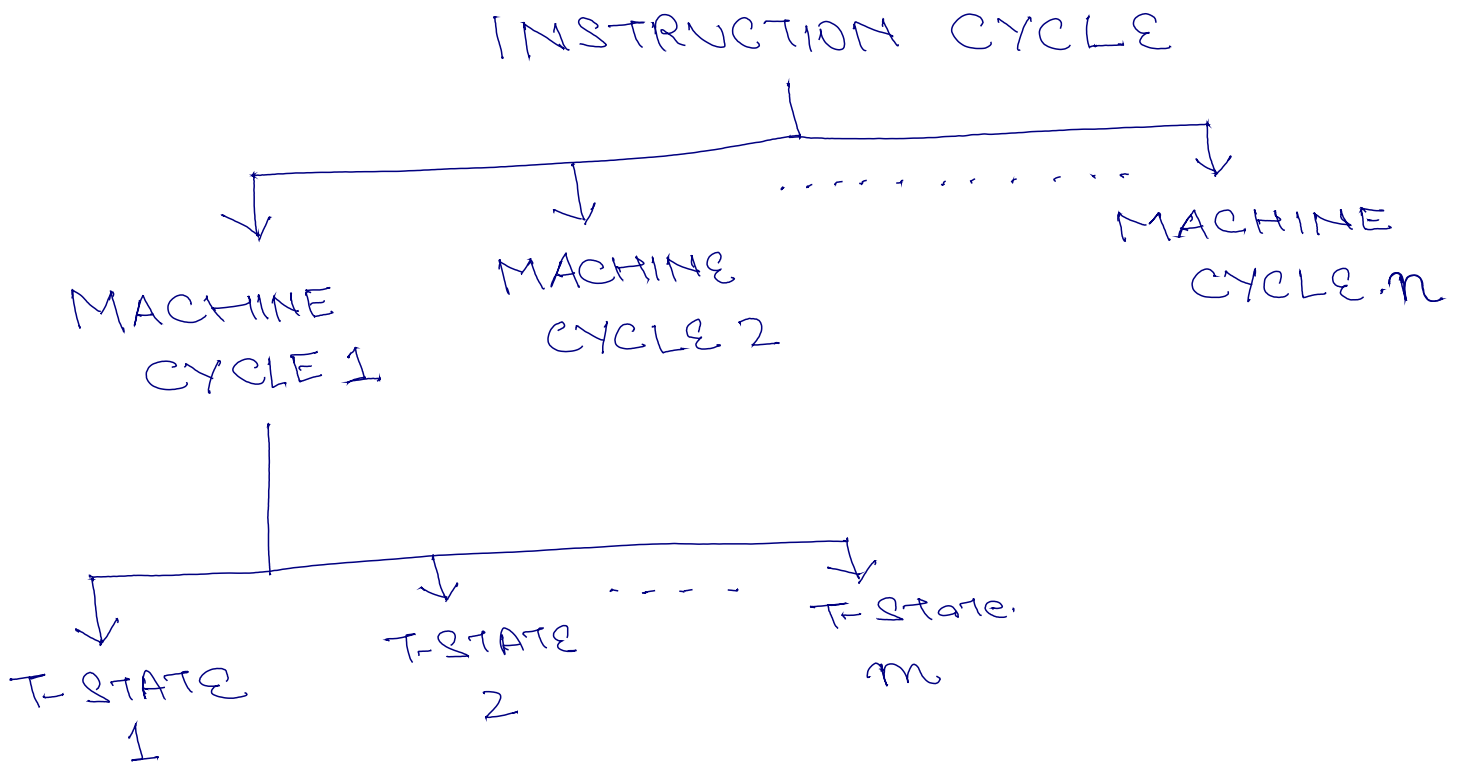 INSTRUCTION CYCLE
MACHINE
CYCLE 1
MACHINE
CYCLE 2
MACHINE
CYCLE.n
T-STATE
1
T-STATE
2
T-State.
m